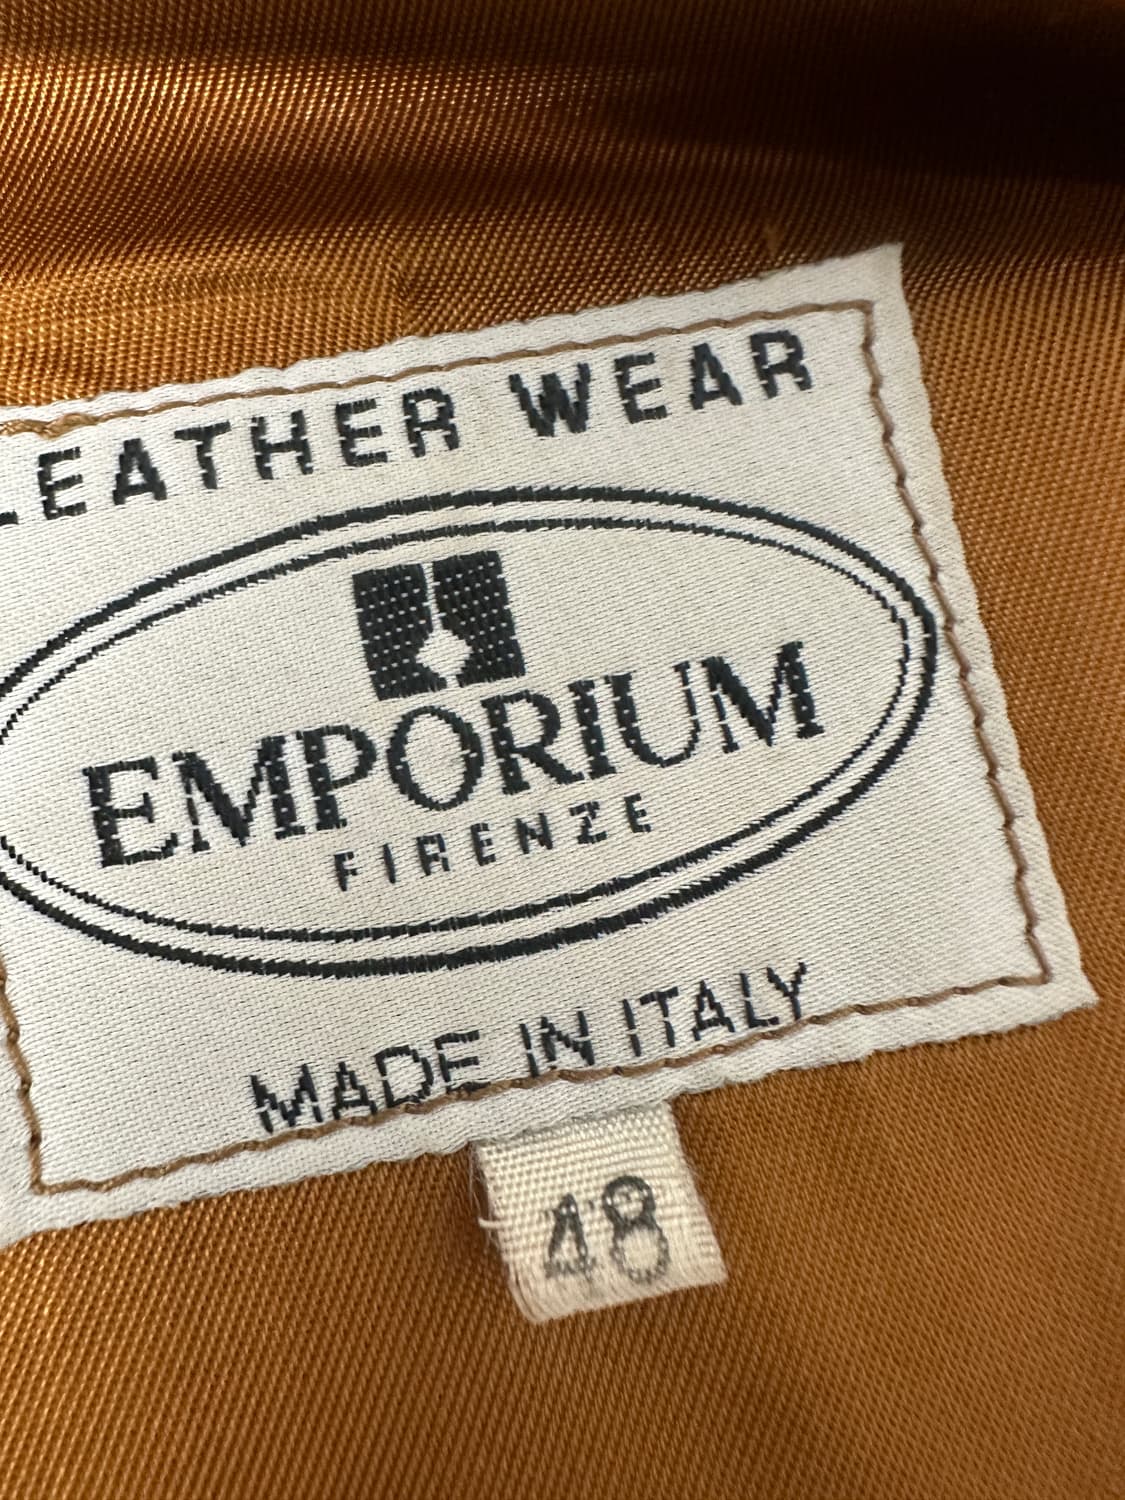 LEATHER WEAR
EMPORIUM
FIRENZE
MADE IN ITALY
48